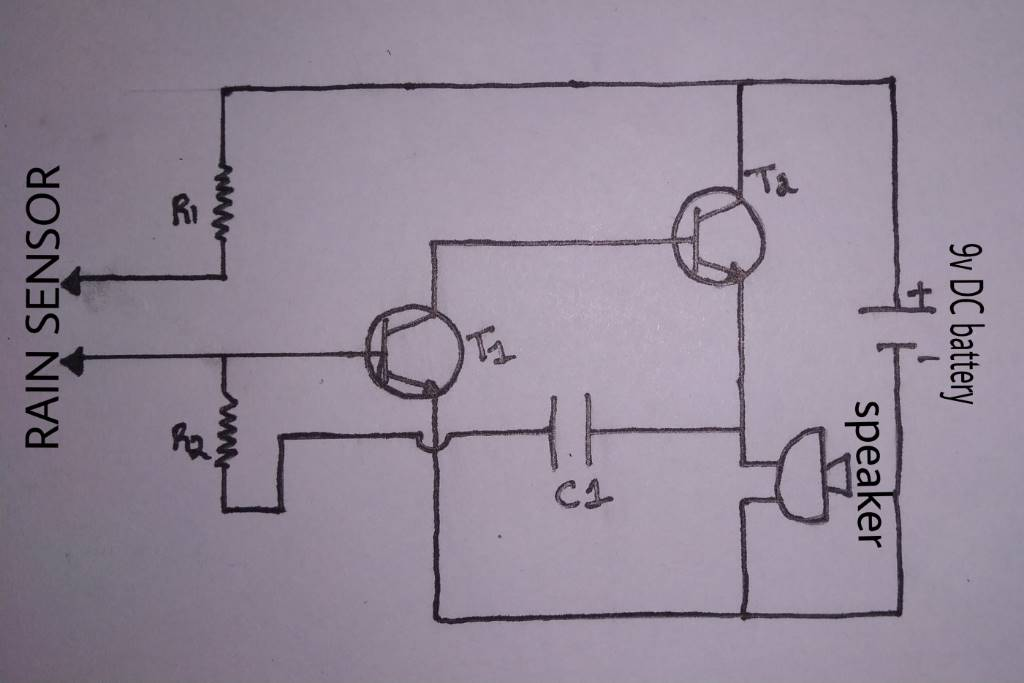 RAIN SENSOR
R1
R2
T1
T2
C1
speaker
9v DC battery
+
-